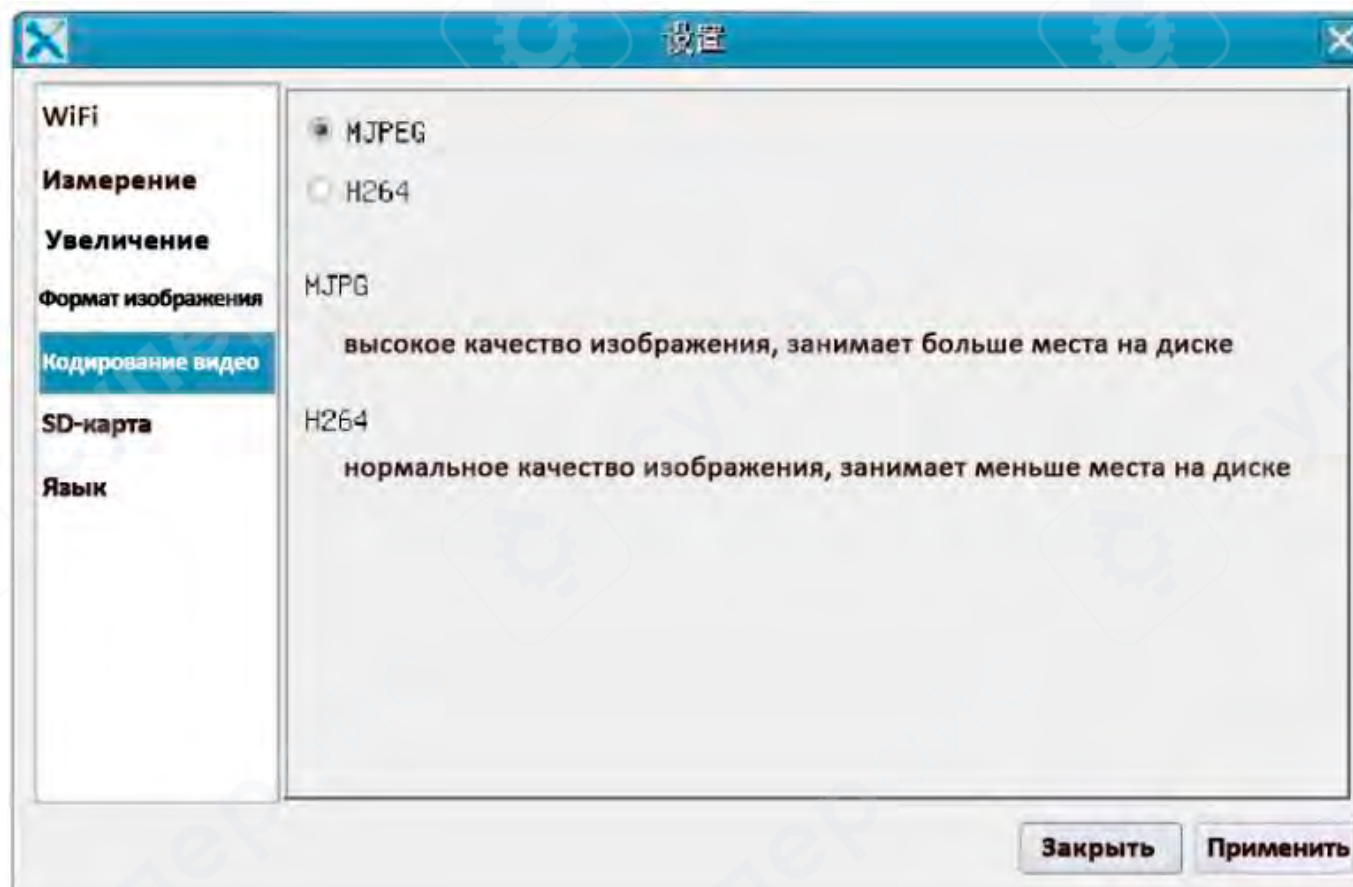 设置
WiFi
Измерение
Увеличение
Формат изображения
Кодирование видео
SD-карта
Язык
MJPEG
H264
MJPG
высокое качество изображения, занимает больше места на диске
H264
нормальное качество изображения, занимает меньше места на диске
Закрыть
Применить
супер